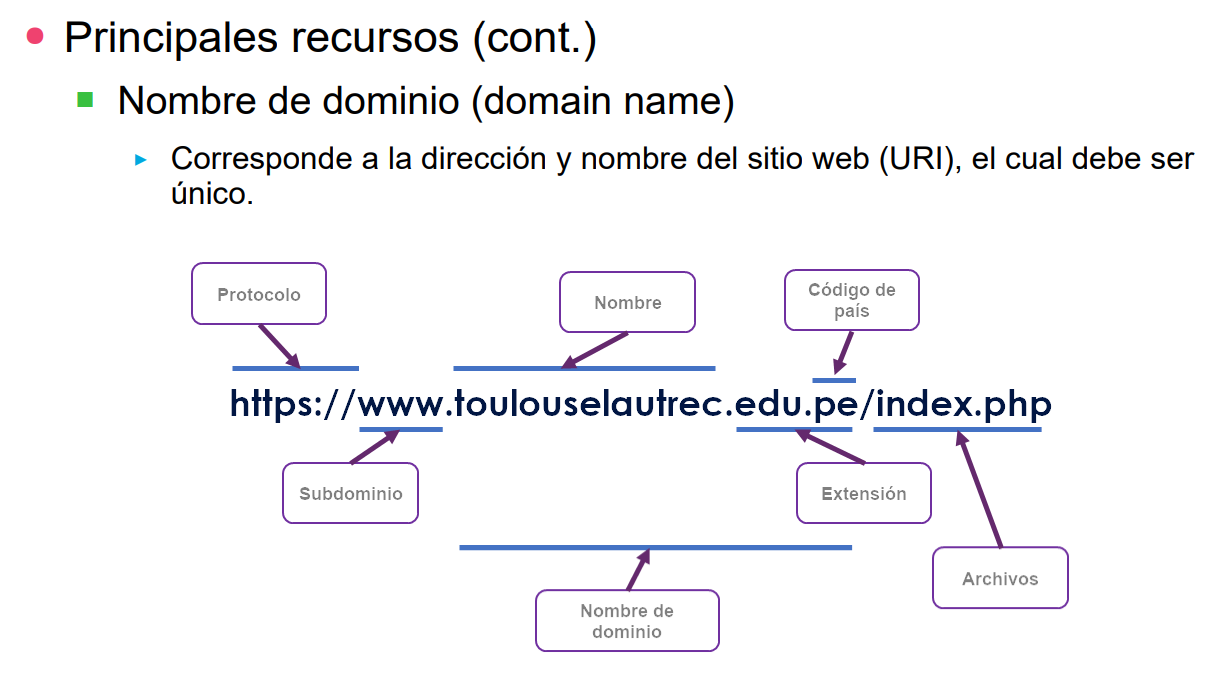 Principales recursos (cont.)
Nombre de dominio (domain name)
Corresponde a la dirección y nombre del sitio web (URI), el cual debe ser
único.
Protocolo
Nombre
Código de
país
https://www.toulouselautrec.edu.pe/index.php
Subdominio
Extensión
Archivos
Nombre de
dominio